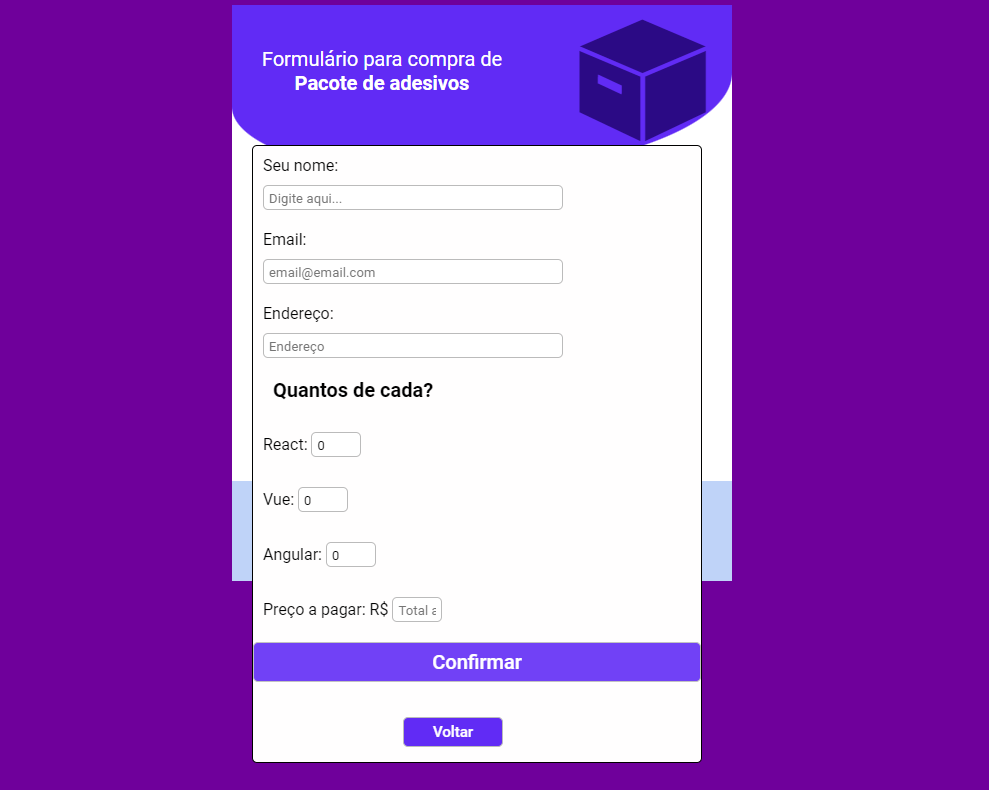 Formulário para compra de
Pacote de adesivos
Seu nome:
Digite aqui...
Email:
email@email.com
Endereço:
Endereço
Quantos de cada?
React: 0
Vue: 0
Angular: 0
Preço a pagar: R$ Total a
Confirmar
Voltar